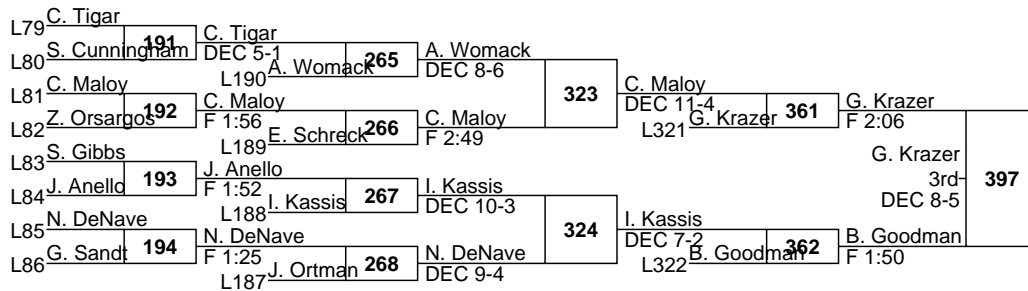 L79 C. Tigar
191
L80 S. Cunningham
C. Tigar
DEC 5-1
L190 A. Womack
265
A. Womack
DEC 8-6
L81 C. Maloy
192
L82 Z. Orsargos
C. Maloy
F 1:56
L189 E. Schreck
266
C. Maloy
F 2:49
323
C. Maloy
DEC 11-4
L321 G. Krazer
361
G. Krazer
F 2:06
L83 S. Gibbs
193
L84 J. Anello
J. Anello
F 1:52
L188 I. Kassis
267
I. Kassis
DEC 10-3
L85 N. DeNave
194
L86 G. Sandt
N. DeNave
F 1:25
L187 J. Ortman
268
N. DeNave
DEC 9-4
324
I. Kassis
DEC 7-2
L322 B. Goodman
362
B. Goodman
F 1:50
G. Krazer
3rd
DEC 8-5
397